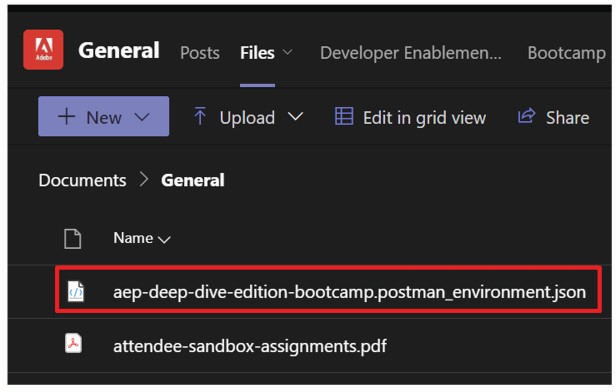 Adobe
General Posts Files Developer Enablemen... Bootcamp
New Upload Edit in grid view Share
Documents > General
Name
aep-deep-dive-edition-bootcamp.postman_environment.json
attendee-sandbox-assignments.pdf